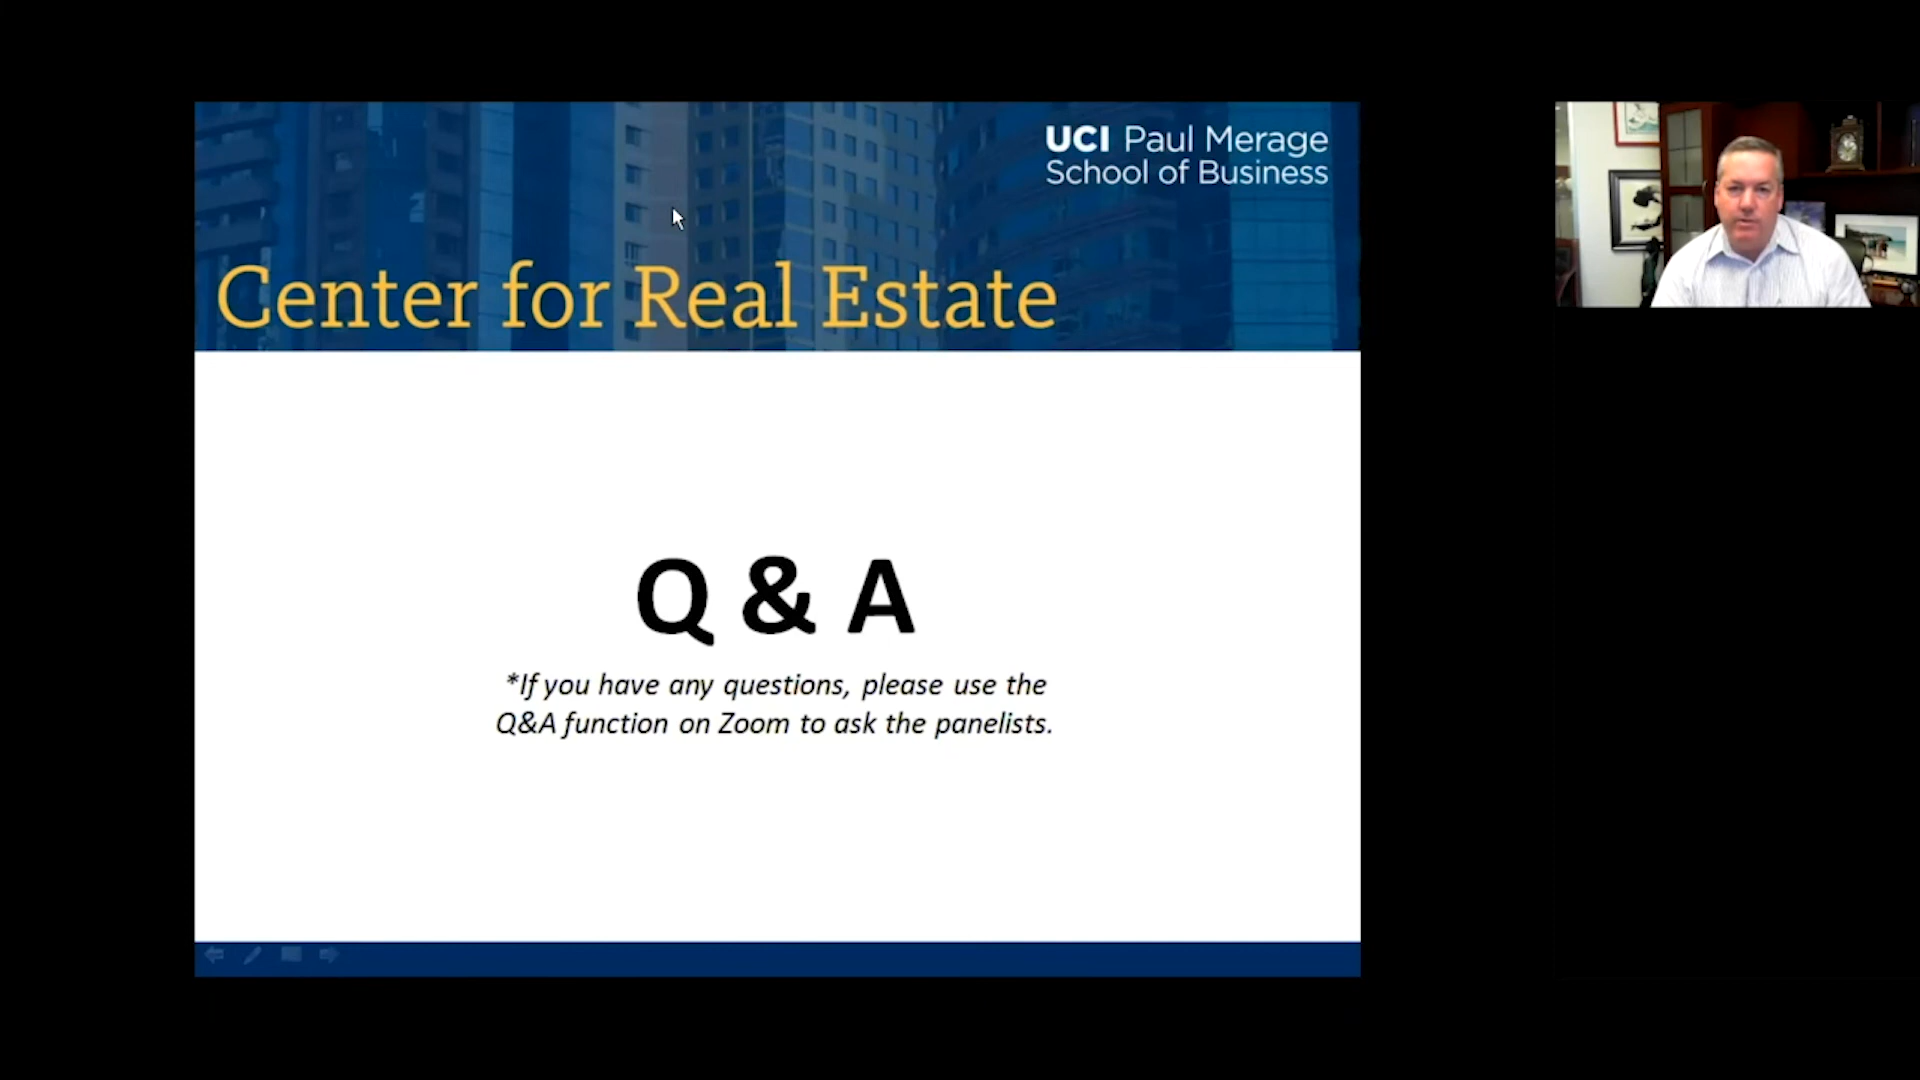 UCI Paul Merage
School of Business
Center for Real Estate
Q & A
*If you have any questions, please use the
Q&A function on Zoom to ask the panelists.